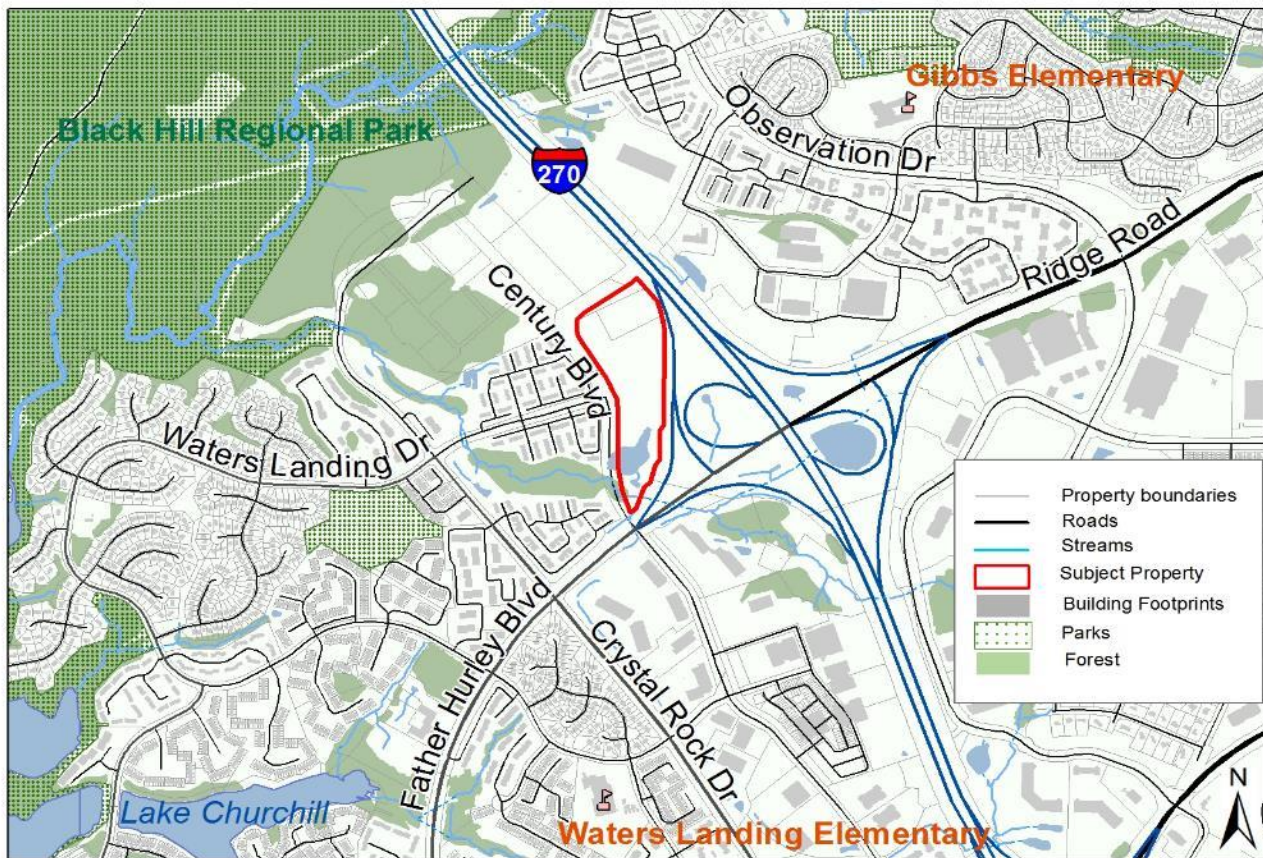 Gibbs Elementary
Observation Dr
Black Hill Regional Park
270
Ridge Road
Century Blvd
Waters Landing Dr
Property boundaries
Roads
Streams
Subject Property
Building Footprints
Parks
Forest
Father Hurley Blvd
Crystal Rock Dr
N
Lake Churchill
Waters Landing Elementary